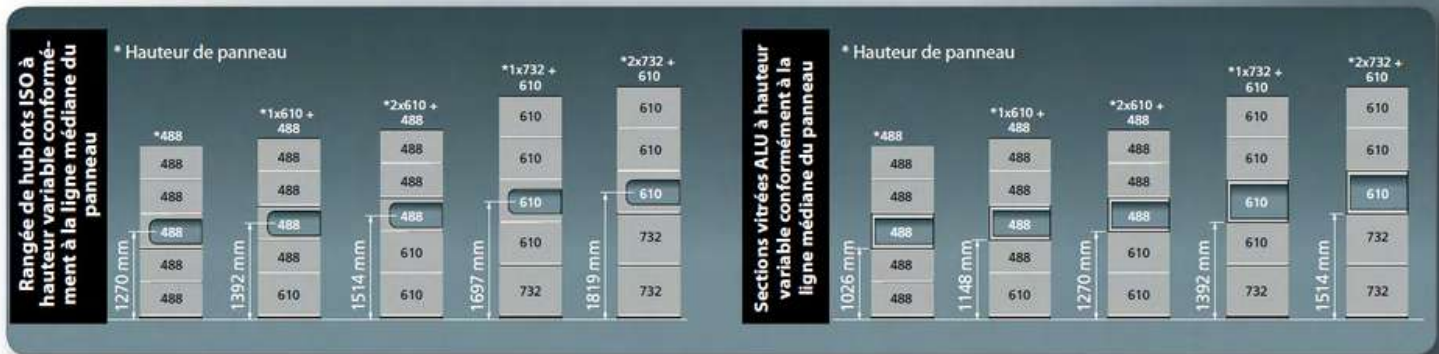 Rangée de hublots ISO à
hauteur variable conformé-
ment à la ligne médiane du
panneau
* Hauteur de panneau
*488
488
488
488
488
488
1270 mm
*1x610 +
488
488
488
488
488
610
1392 mm
*2x610 +
488
488
488
488
610
610
1514 mm
*1x732 +
610
610
610
610
610
732
1697 mm
*2x732 +
610
610
610
610
732
732
1819 mm
Sections vitrées ALU à hauteur
variable conformément à la
ligne médiane du panneau
* Hauteur de panneau
*488
488
488
488
488
488
1026 mm
*1x610 +
488
488
488
488
488
610
1148 mm
*2x610 +
488
488
488
488
610
610
1270 mm
*1x732 +
610
610
610
610
610
732
1392 mm
*2x732 +
610
610
610
610
732
732
1514 mm